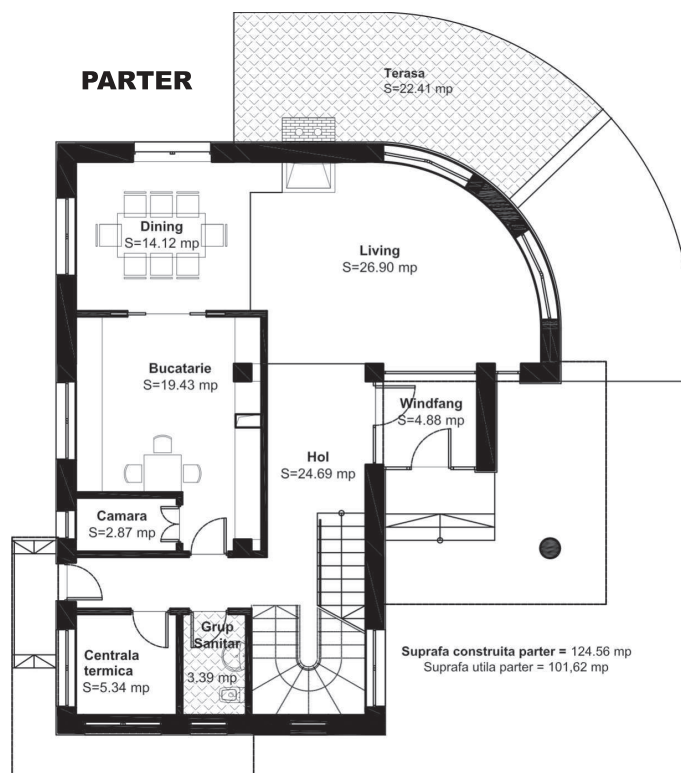 PARTER
Terasa
S=22.41 mp
Dining
S=14.12 mp
Living
S=26.90 mp
Bucatarie
S=19.43 mp
Windfang
S=4.88 mp
Hol
S=24.69 mp
Camara
S=2.87 mp
Grup
Sanitar
3.39 mp
Centrala
termica
S=5.34 mp
Suprafa construita parter = 124.56 mp
Suprafa utila parter = 101,62 mp